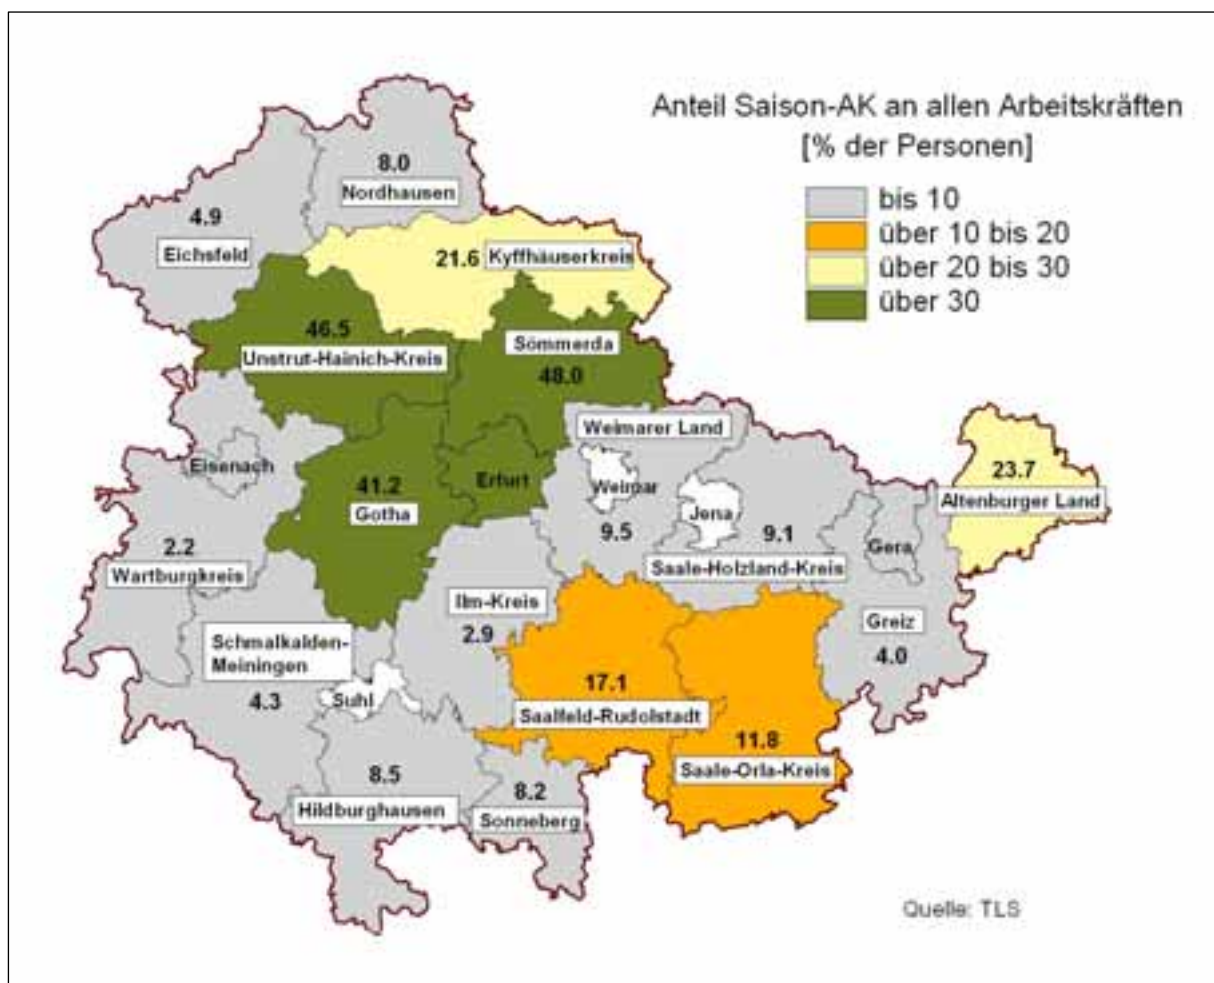 Anteil Saison-AK an allen Arbeitskräften
[% der Personen]
bis 10
über 10 bis 20
über 20 bis 30
über 30
8.0
Nordhausen
4.9
Eichsfeld
21.6 Kyffhäuserkreis
46.5
Unstrut-Hainich-Kreis
Sömmerda
48.0
Weimarer Land
Eisenach
41.2
Gotha
Erfurt
Weimar
9.5
Jena
9.1
Saale-Holzland-Kreis
Gera
23.7
Altenburger Land
2.2
Wartburgkreis
Ilm-Kreis
2.9
Greiz
4.0
Schmalkalden-
Meiningen
4.3
Suhl
17.1
Saalfeld-Rudolstadt
11.8
Saale-Orla-Kreis
8.5
Hildburghausen
8.2
Sonneberg
Quelle: TLS